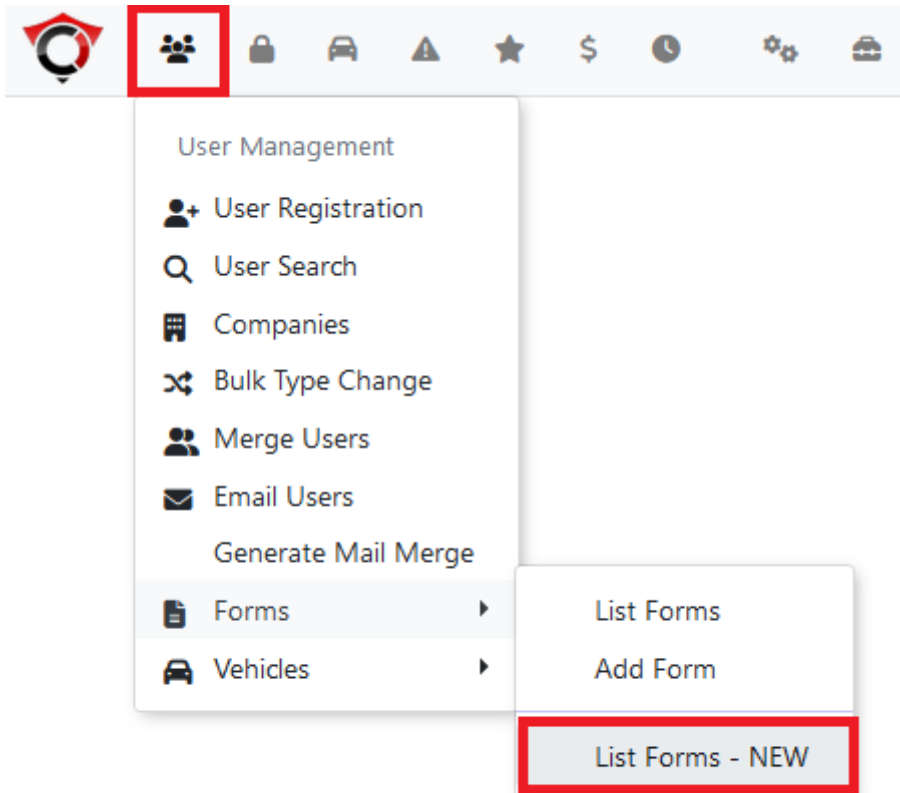 $
User Management
User Registration
User Search
Companies
Bulk Type Change
Merge Users
Email Users
Generate Mail Merge
Forms
Vehicles
List Forms
Add Form
List Forms - NEW